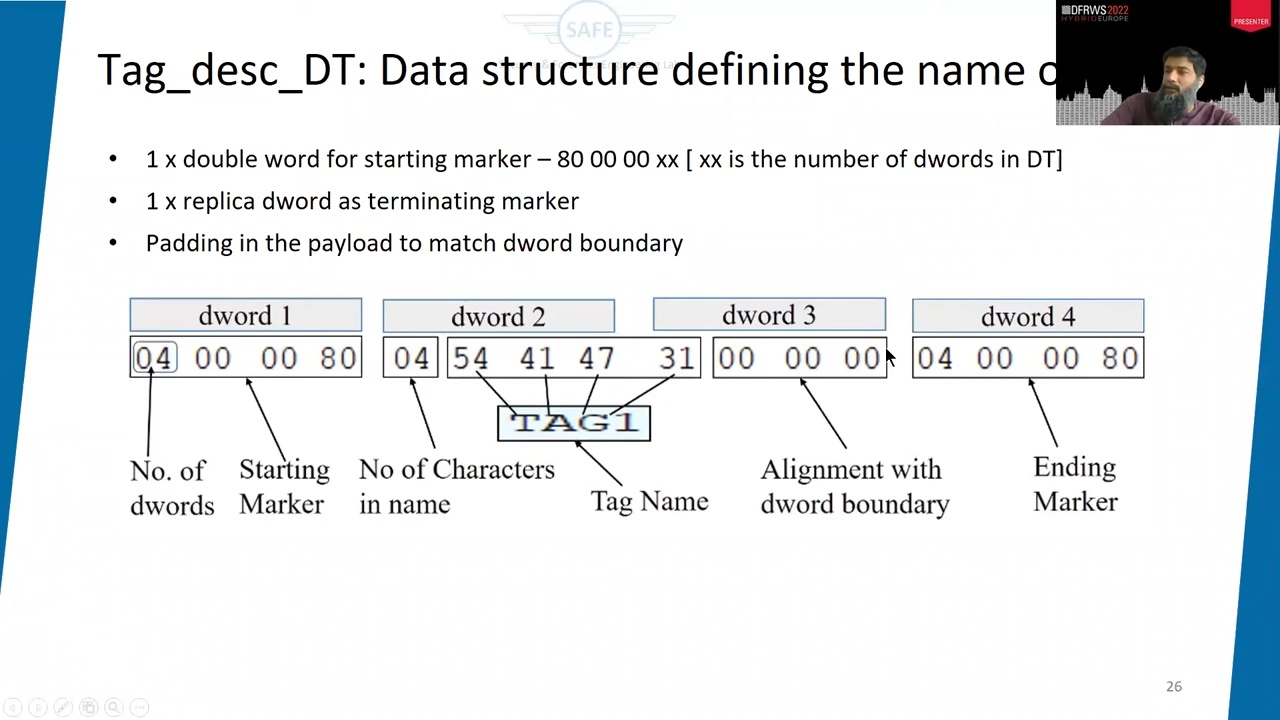 SAFE
DFRWS2022
HYBRID EUROPE
PRESENTER
Tag_desc_DT: Data structure defining the name o
• 1 x double word for starting marker – 80 00 00 xx [ xx is the number of dwords in DT]
• 1 x replica dword as terminating marker
• Padding in the payload to match dword boundary
dword 1 dword 2 dword 3 dword 4
04 00 00 80 04 54 41 47 31 00 00 00 04 00 00 80
TAG1
No. of
dwords
Starting
Marker
No of Characters
in name
Tag Name
Alignment with
dword boundary
Ending
Marker
26